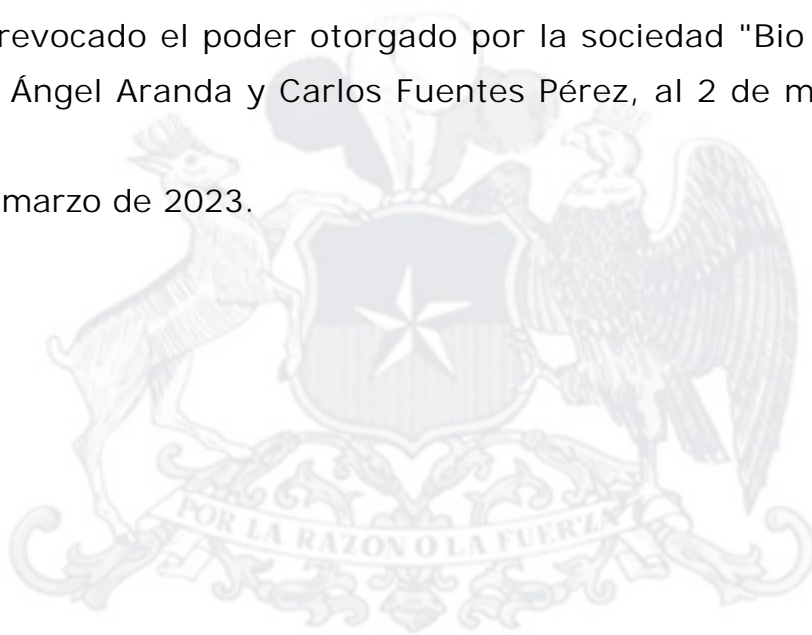 revocado el poder otorgado por la sociedad "Bio
Ángel Aranda y Carlos Fuentes Pérez, al 2 de m
marzo de 2023.
POR LA RAZON O LA FUERZA